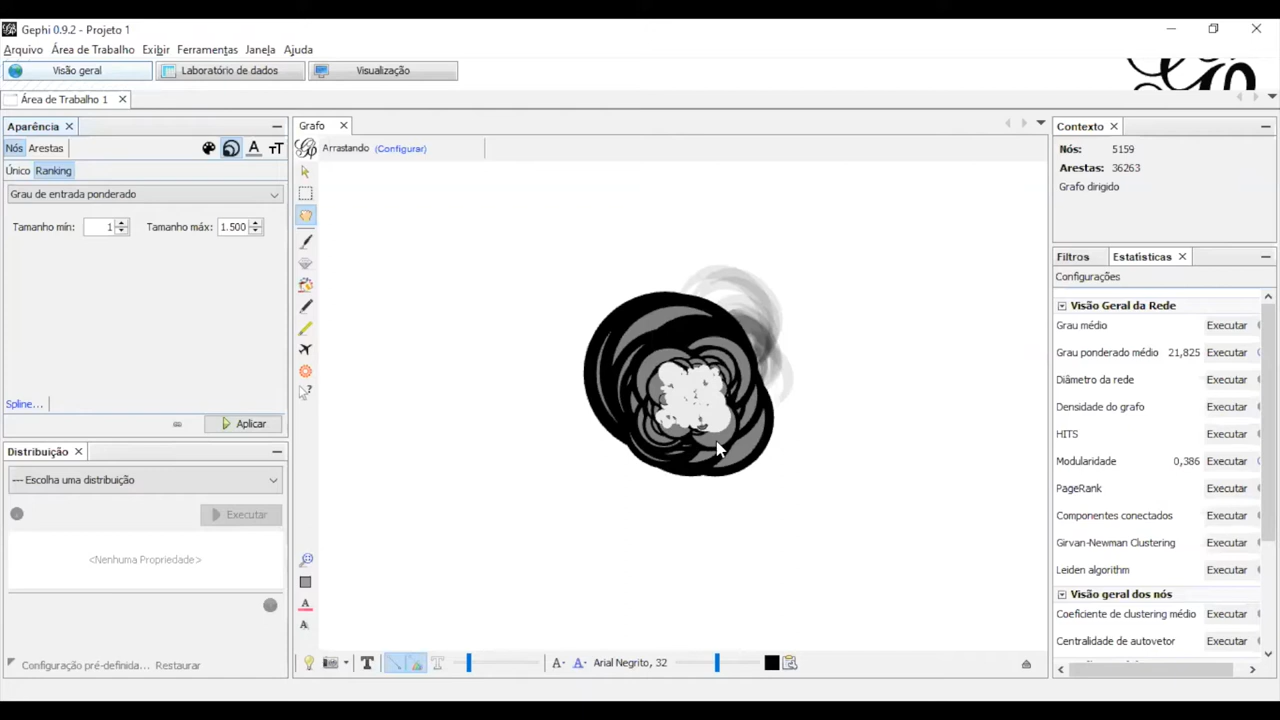 Gephi 0.9.2 - Projeto 1
Arquivo Área de Trabalho Exibir Ferramentas Janela Ajuda
Visão geral Laboratório de dados Visualização
Área de Trabalho 1
Aparência
Nós Arestas
Único Ranking
Grau de entrada ponderado
Tamanho mín: 1 Tamanho máx: 1.500
Spline...
Aplicar
Distribuição
--- Escolha uma distribuição
Executar
<Nenhuma Propriedade>
Configuração pré-definida... Restaurar
Grafo
Arrastando (Configurar)
Arial Negrito, 32
Contexto
Nós: 5159
Arestas: 36263
Grafo dirigido
Filtros Estatísticas
Configurações
Visão Geral da Rede
Grau médio Executar
Grau ponderado médio 21,825 Executar
Diâmetro da rede Executar
Densidade do grafo Executar
HITS Executar
Modularidade 0,386 Executar
PageRank Executar
Componentes conectados Executar
Girvan-Newman Clustering Executar
Leiden algorithm Executar
Visão geral dos nós
Coeficiente de clustering médio Executar
Centralidade de autovetor Executar